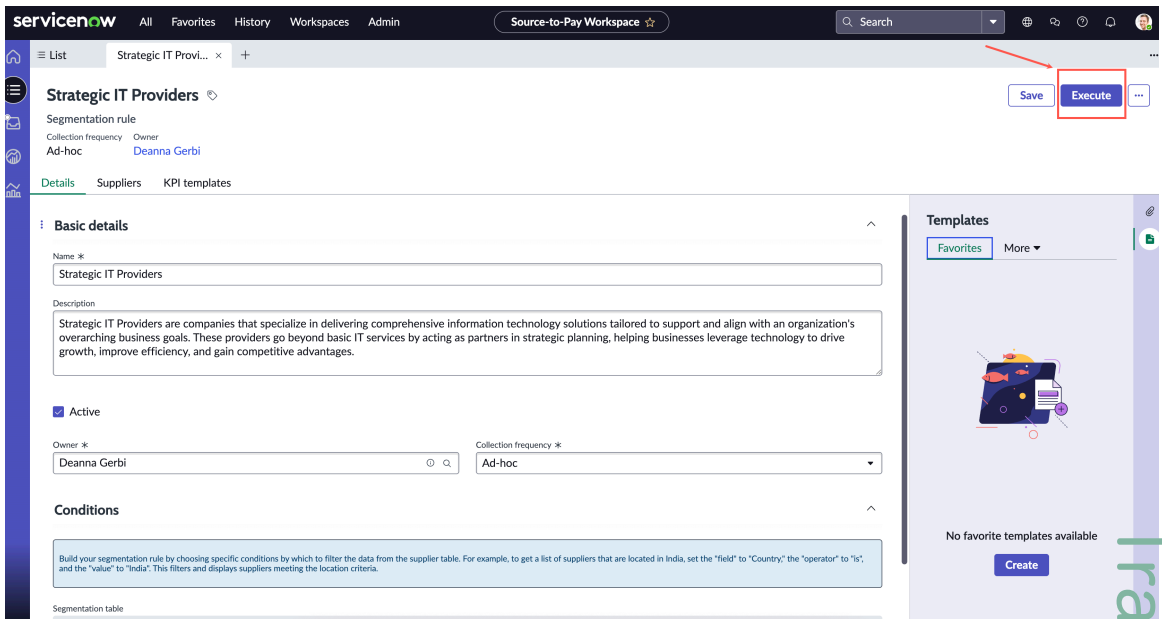 servicenow All Favorites History Workspaces Admin Source-to-Pay Workspace Search
List Strategic IT Provi...
Strategic IT Providers
Save Execute
Segmentation rule
Collection frequency Owner
Ad-hoc Deanna Gerbi
Details Suppliers KPI templates
Basic details
Name *
Strategic IT Providers
Description
Strategic IT Providers are companies that specialize in delivering comprehensive information technology solutions tailored to support and align with an organization's
overarching business goals. These providers go beyond basic IT services by acting as partners in strategic planning, helping businesses leverage technology to drive
growth, improve efficiency, and gain competitive advantages.
Active
Owner * Collection frequency *
Deanna Gerbi Ad-hoc
Conditions
Build your segmentation rule by choosing specific conditions by which to filter the data from the supplier table. For example, to get a list of suppliers that are located in India, set the "field" to "Country," the "operator" to "is",
and the "value" to "India". This filters and displays suppliers meeting the location criteria.
Segmentation table
Templates
Favorites More
No favorite templates available
Create